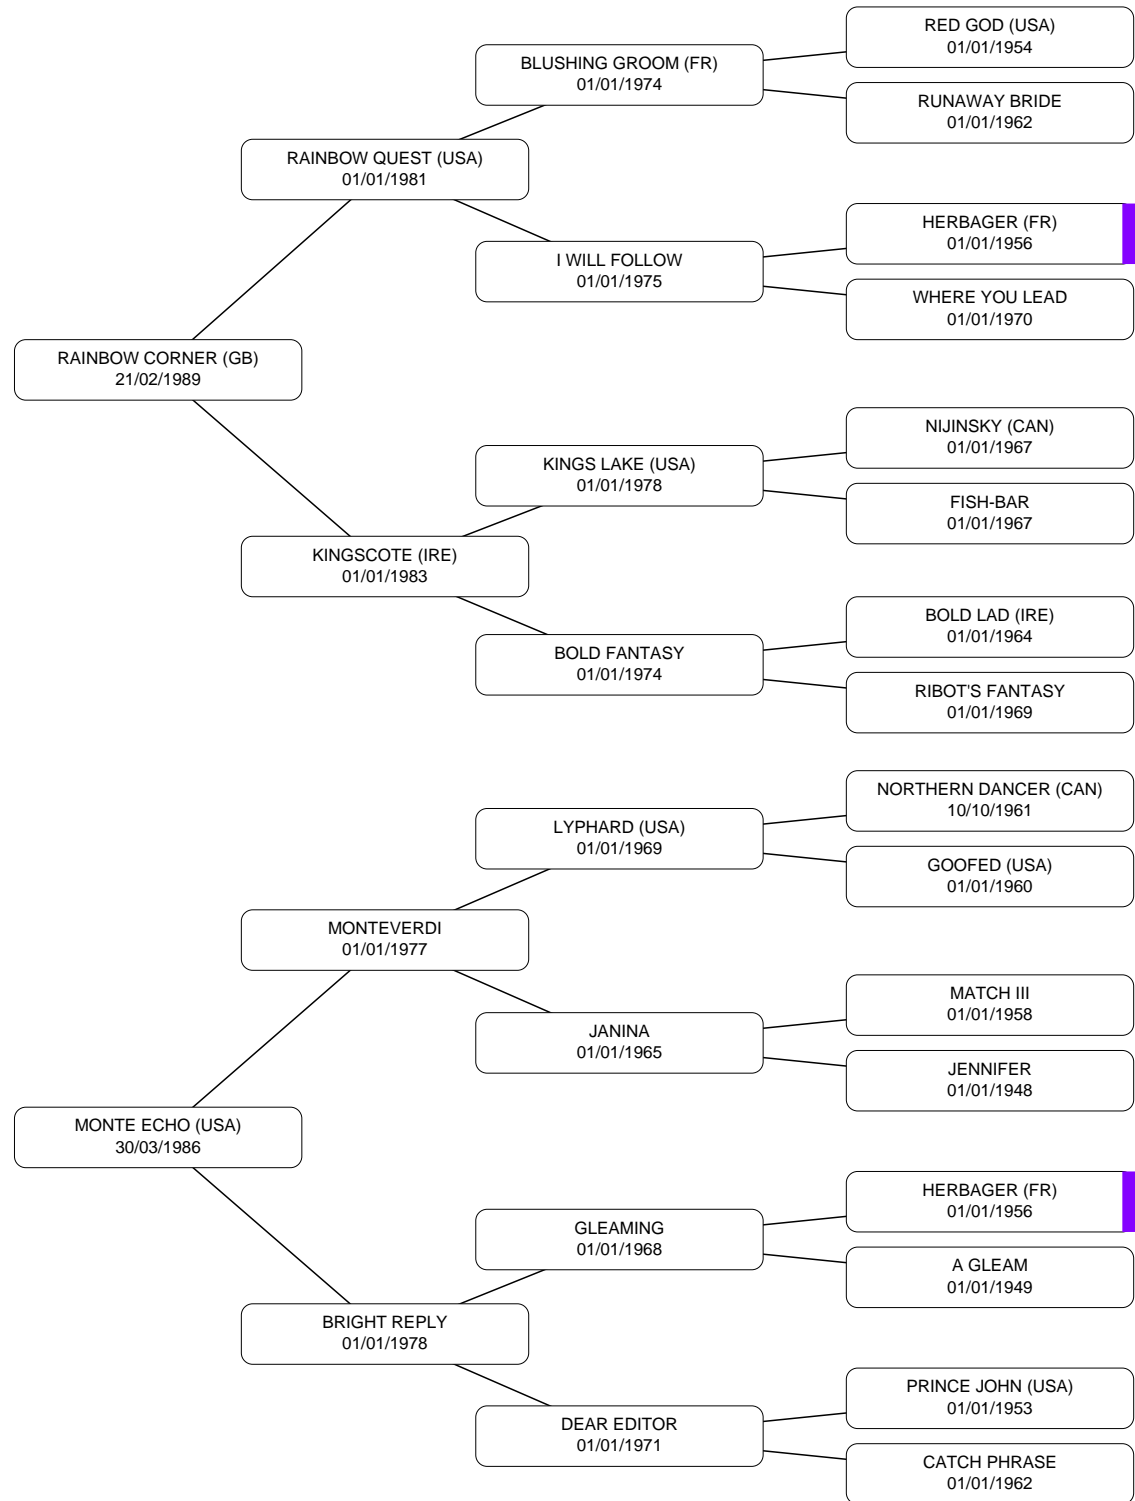 RED GOD (USA)
01/01/1954
BLUSHING GROOM (FR)
01/01/1974
RUNAWAY BRIDE
01/01/1962
RAINBOW QUEST (USA)
01/01/1981
HERBAGER (FR)
01/01/1956
I WILL FOLLOW
01/01/1975
WHERE YOU LEAD
01/01/1970
RAINBOW CORNER (GB)
21/02/1989
NIJINSKY (CAN)
01/01/1967
KINGS LAKE (USA)
01/01/1978
FISH-BAR
01/01/1967
KINGSCOTE (IRE)
01/01/1983
BOLD LAD (IRE)
01/01/1964
BOLD FANTASY
01/01/1974
RIBOT'S FANTASY
01/01/1969
NORTHERN DANCER (CAN)
10/10/1961
LYPHARD (USA)
01/01/1969
GOOFED (USA)
01/01/1960
MONTEVERDI
01/01/1977
MATCH III
01/01/1958
JANINA
01/01/1965
JENNIFER
01/01/1948
MONTE ECHO (USA)
30/03/1986
HERBAGER (FR)
01/01/1956
GLEAMING
01/01/1968
A GLEAM
01/01/1949
BRIGHT REPLY
01/01/1978
PRINCE JOHN (USA)
01/01/1953
DEAR EDITOR
01/01/1971
CATCH PHRASE
01/01/1962